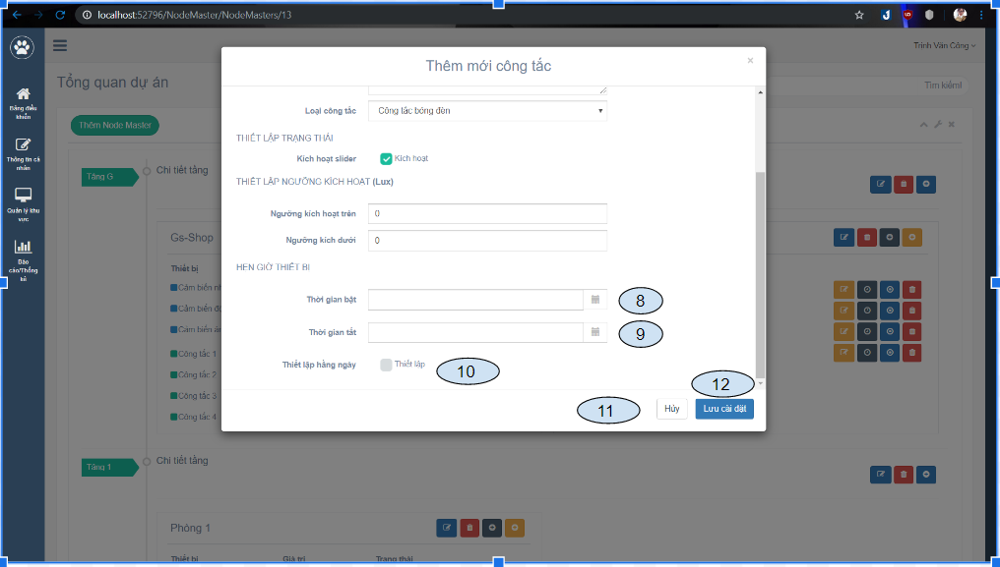 localhost:52796/NodeMaster/NodeMasters/13
Trịnh Văn Công
Tổng quan dự án
Tìm kiếm!
Bảng điều
khiển
Thông tin cá
nhân
Quản lý khu
vực
Báo
cáo/Thống
kê
Thêm Node Master
Tầng G
Chi tiết tầng
Gs-Shop
Thiết bị
Cảm biến
Cảm biến
Cảm biến
Công tắc 1
Công tắc 2
Công tắc 3
Công tắc 4
Thêm mới công tắc
×
Loại công tắc
Công tắc bóng đèn
THIẾT LẬP TRẠNG THÁI
Kích hoạt slider
Kích hoạt
THIẾT LẬP NGƯỠNG KÍCH HOẠT (Lux)
Ngưỡng kích hoạt trên
0
Ngưỡng kích dưới
0
HẸN GIỜ THIẾT BỊ
Thời gian bật
8
Thời gian tắt
9
Thiết lập hằng ngày
Thiết lập
10
11
Hủy
12
Lưu cài đặt
Tầng 1
Chi tiết tầng
Phòng 1
Thiết bị Giá trị Trạng thái